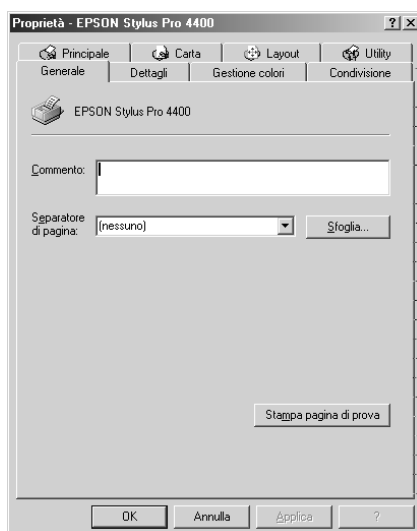 Proprietà - EPSON Stylus Pro 4400 ? ×
Principale Carta Layout Utility
Generale Dettagli Gestione colori Condivisione
EPSON Stylus Pro 4400
Commento:
Separatore
di pagina: (nessuno) Sfoglia...
Stampa pagina di prova
OK Annulla Applica ?